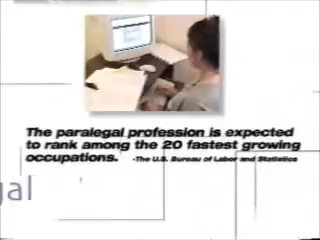 The paralegal profession is expected
to rank among the 20 fastest growing
occupations. -The U.S. Bureau of Labor and Statistics
gal